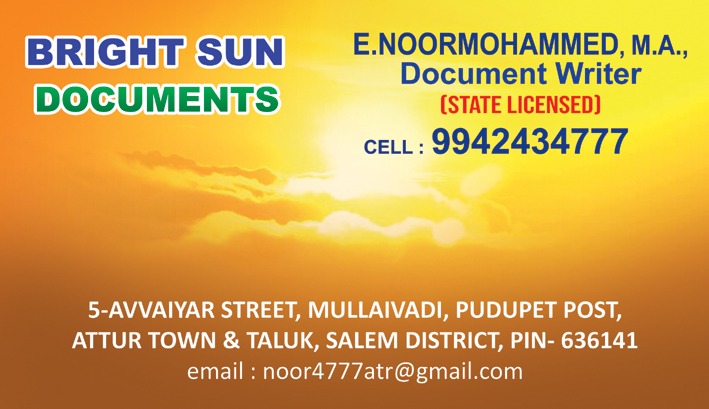 BRIGHT SUN
DOCUMENTS
E.NOORMOHAMMED, M.A.,
Document Writer
(STATE LICENSED)
CELL : 9942434777
5-AVVAIYAR STREET, MULLAIVADI, PUDUPET POST,
ATTUR TOWN & TALUK, SALEM DISTRICT, PIN- 636141
email : noor4777atr@gmail.com